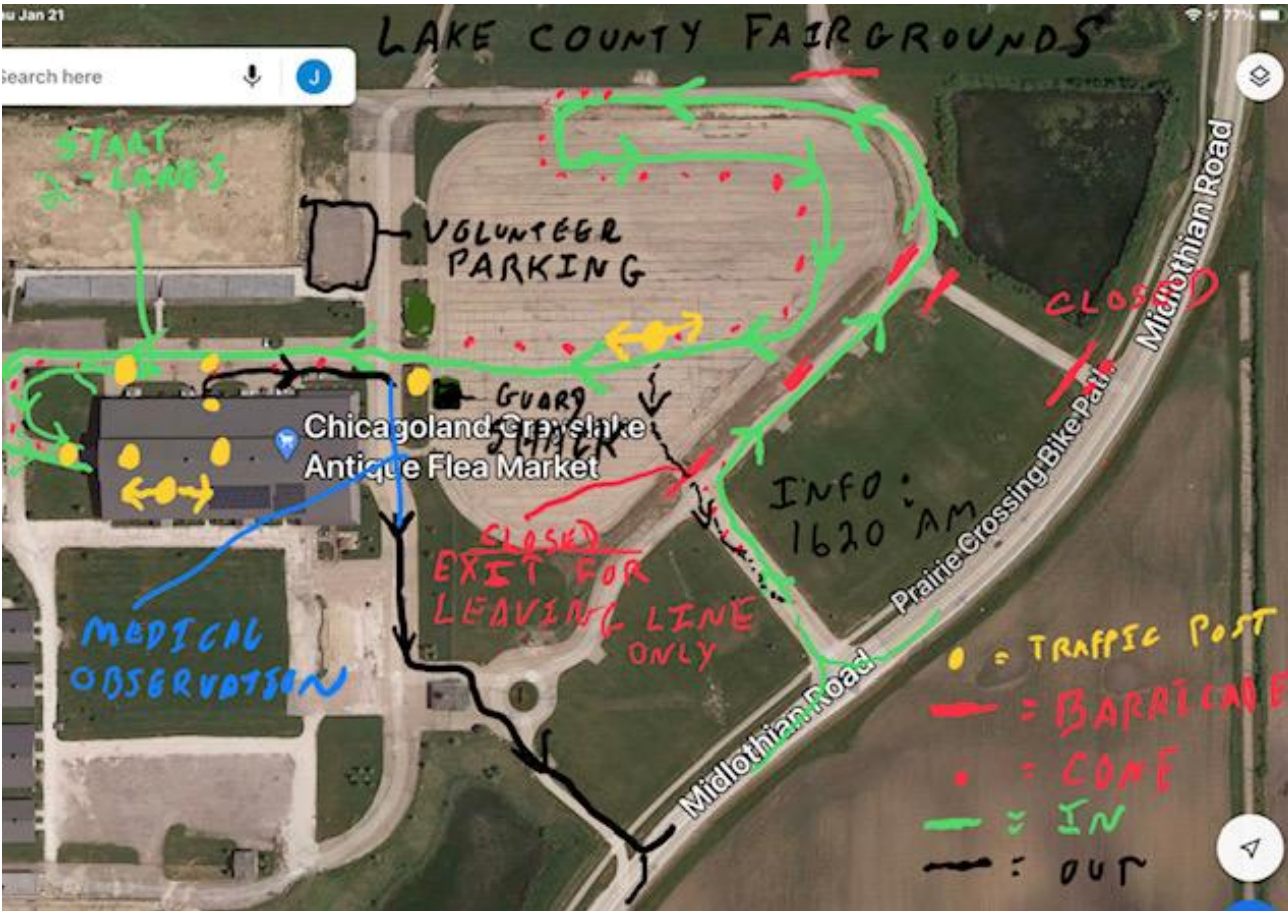 Thu Jan 21
77%
LAKE COUNTY FAIRGROUNDS
Search here
J
START
2-LANES
VOLUNTEER
PARKING
Midlothian Road
CLOSED
GUARD
SHACK
Chicagoland Grayslake
Antique Flea Market
INFO:
1620 AM
Prairie Crossing Bike Path
CLOSED
EXIT FOR
LEAVING LINE
ONLY
MEDICAL
OBSERVATION
Midlothian Road
= TRAFFIC POST
= BARRICADE
= CONE
= IN
= OUT